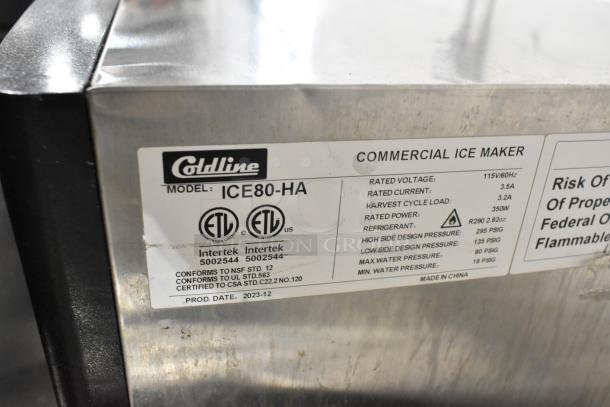 Coldline
MODEL: ICE80-HA
ETL
C
ETL
US
Intertek Intertek
5002544 5002544
CONFORMS TO NSF STD. 12
CONFORMS TO UL STD.563
CERTIFIED TO CSA STD.C22.2 NO.120
PROD. DATE: 2023-12
COMMERCIAL ICE MAKER
RATED VOLTAGE: 115V/60Hz
RATED CURRENT: 3.5A
HARVEST CYCLE LOAD: 3.2A
RATED POWER: 350W
REFRIGERANT: R290 2.82oz
HIGH SIDE DESIGN PRESSURE: 295 PSIG
LOW SIDE DESIGN PRESSURE: 135 PSIG
MAX.WATER PRESSURE: 80 PSIG
MIN. WATER PRESSURE: 18 PSIG
MADE IN CHINA
Risk Of
Of Prope
Federal O
Flammable